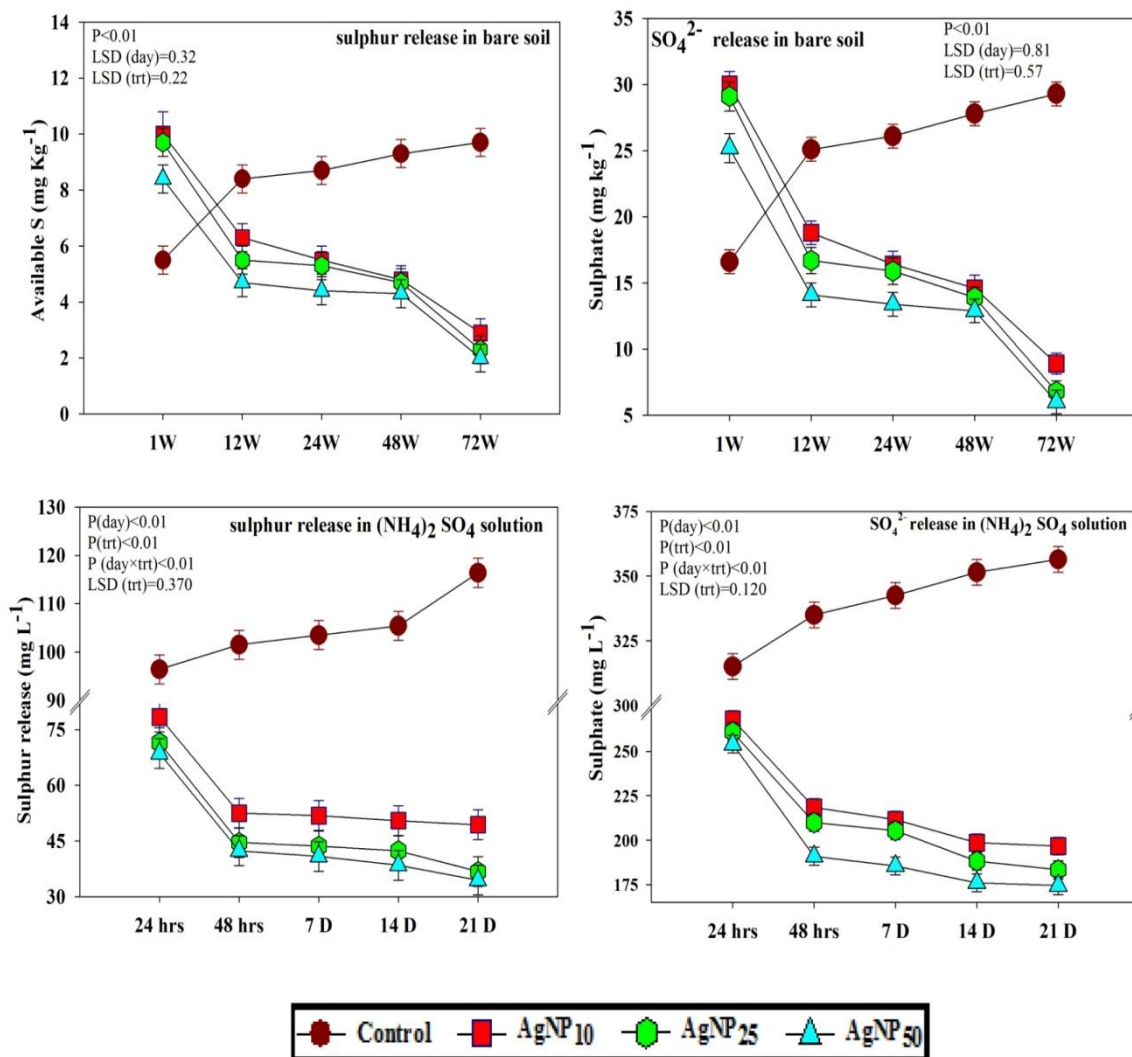 sulphur release in bare soil
P<0.01
LSD (day)=0.32
LSD (trt)=0.22
Available S (mg Kg⁻¹)
14
12
10
8
6
4
2
0
1W 12W 24W 48W 72W
SO₄²⁻ release in bare soil
P<0.01
LSD (day)=0.81
LSD (trt)=0.57
Sulphate (mg kg⁻¹)
35
30
25
20
15
10
5
1W 12W 24W 48W 72W
sulphur release in (NH₄)₂ SO₄ solution
P(day)<0.01
P(trt)<0.01
P (day×trt)<0.01
LSD (trt)=0.370
Sulphur release (mg L⁻¹)
130
120
110
100
90
75
60
45
30
24 hrs 48 hrs 7 D 14 D 21 D
SO₄²⁻ release in (NH₄)₂ SO₄ solution
P(day)<0.01
P(trt)<0.01
P (day×trt)<0.01
LSD (trt)=0.120
Sulphate (mg L⁻¹)
375
350
325
300
250
225
200
175
24 hrs 48 hrs 7 D 14 D 21 D
Control AgNP₁₀ AgNP₂₅ AgNP₅₀